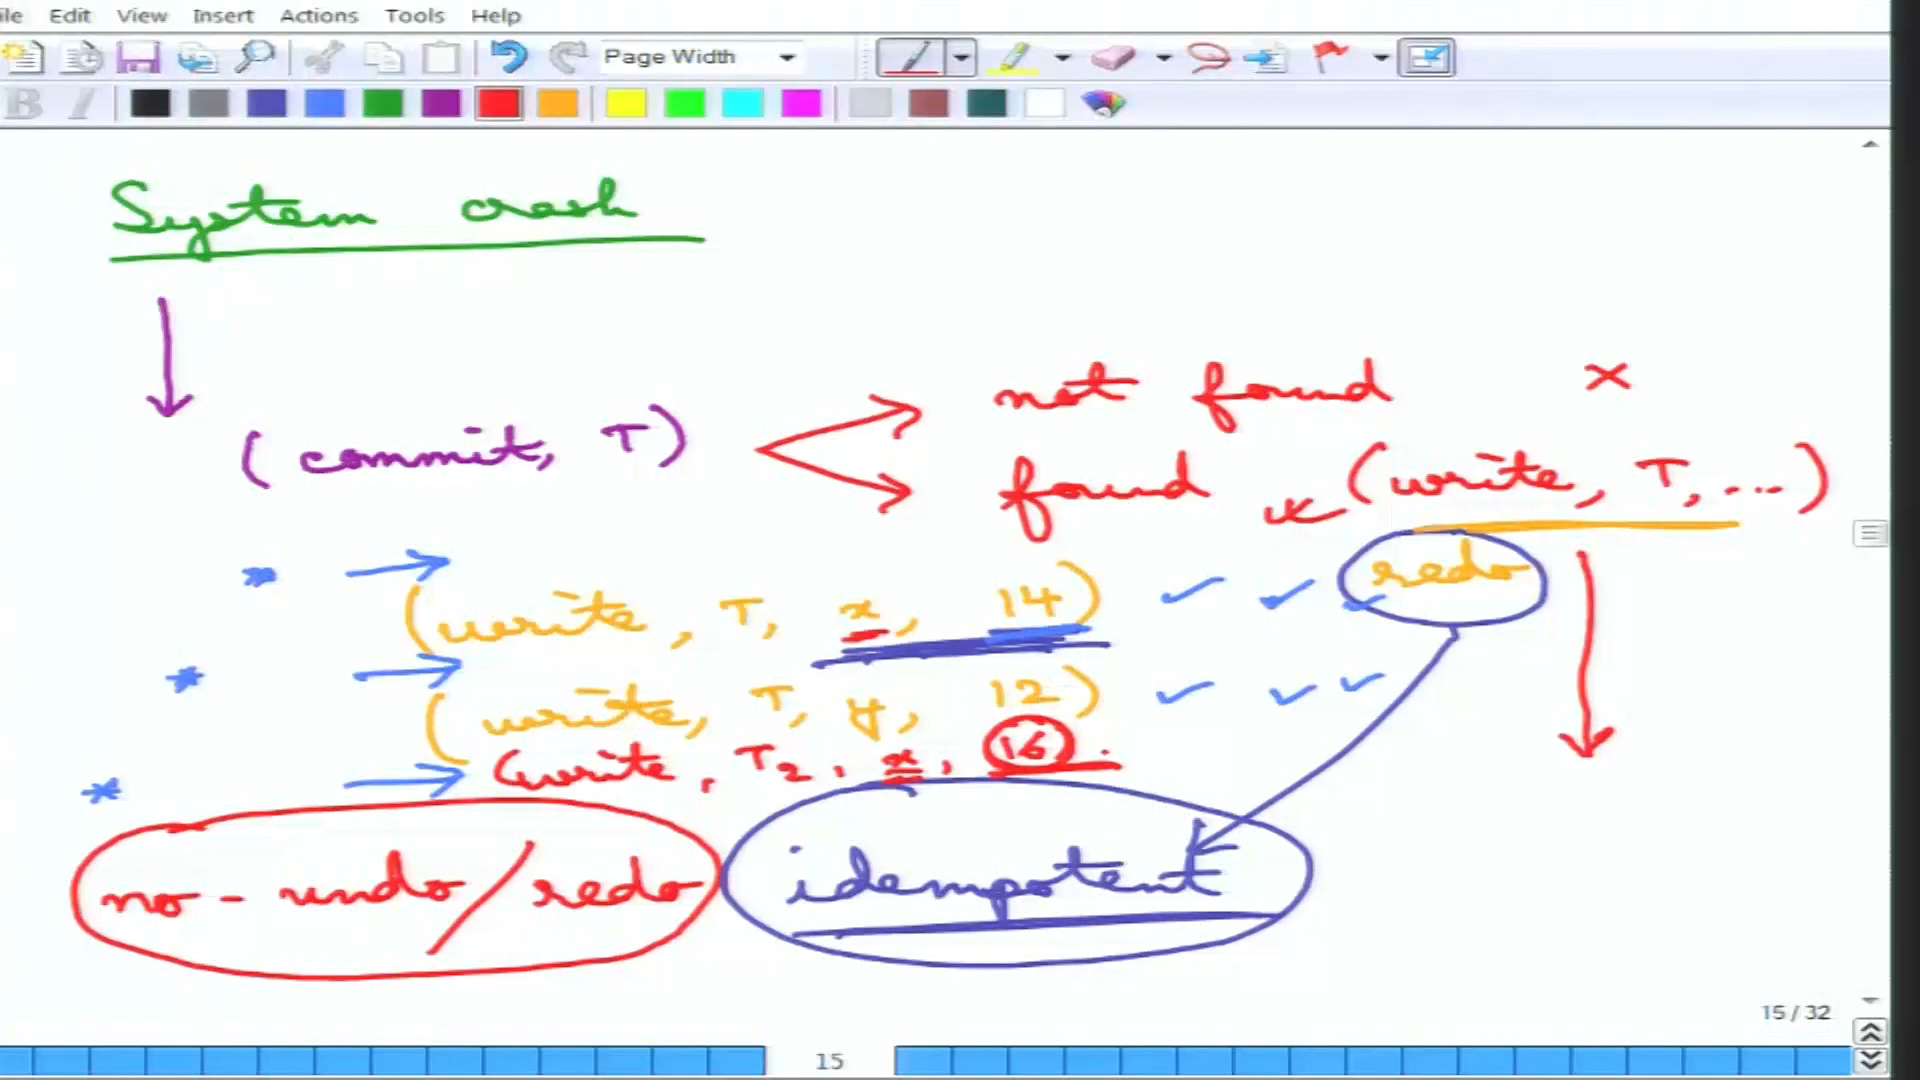 ile Edit View Insert Actions Tools Help
Page Width
B I
System crash
not found ×
(commit, T)
found (write, T, ...)
redo
* (write, T, x, 14) ✓ ✓ ✓
* (write, T, y, 12) ✓ ✓ ✓
* (write, T2, x, 16)
no-undo/redo idempotent
15 / 32
15